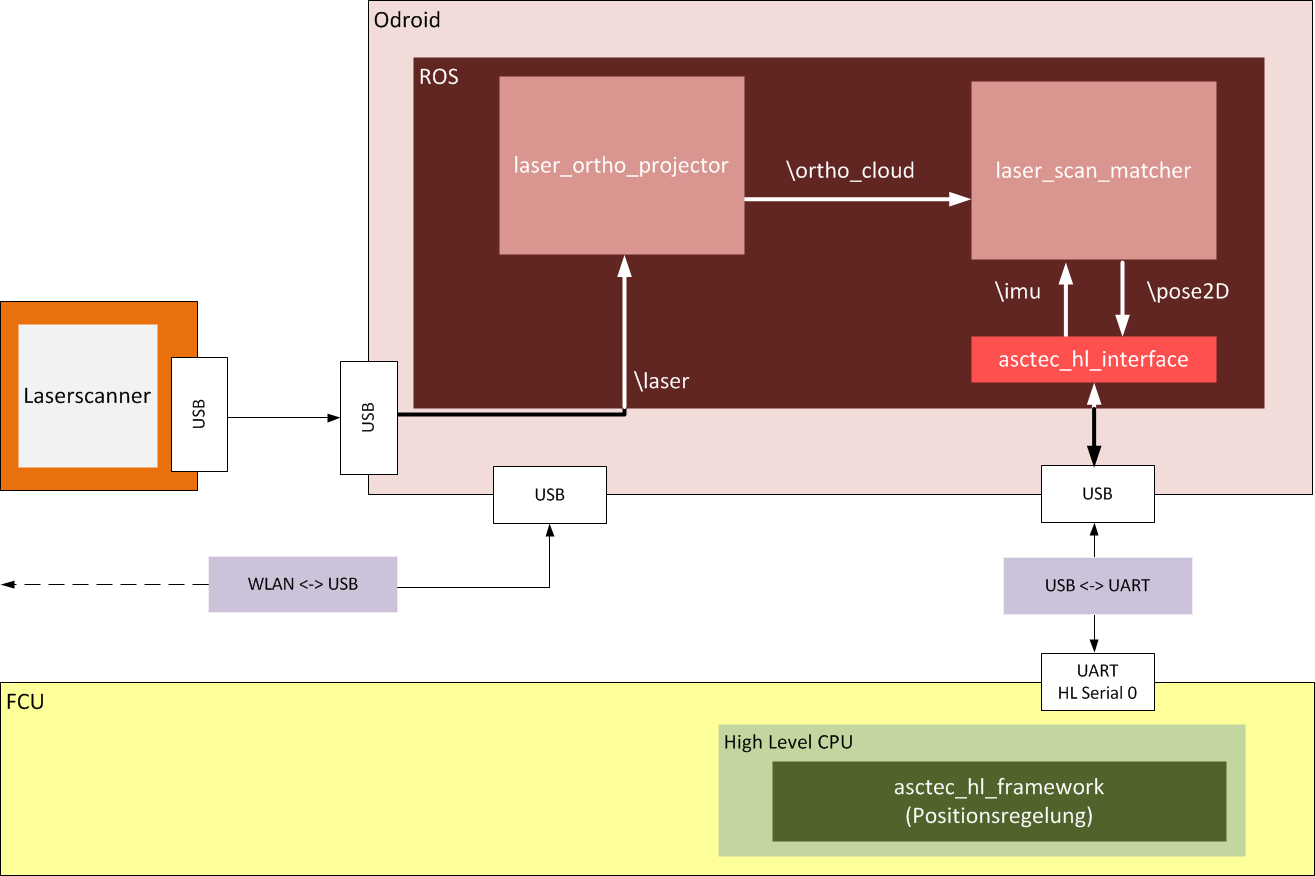 Odroid
ROS
laser_ortho_projector
\ortho_cloud
laser_scan_matcher
\imu
\pose2D
asctec_hl_interface
\laser
Laserscanner
USB
USB
USB
USB
WLAN <-> USB
USB <-> UART
UART
HL Serial 0
FCU
High Level CPU
asctec_hl_framework
(Positionsregelung)